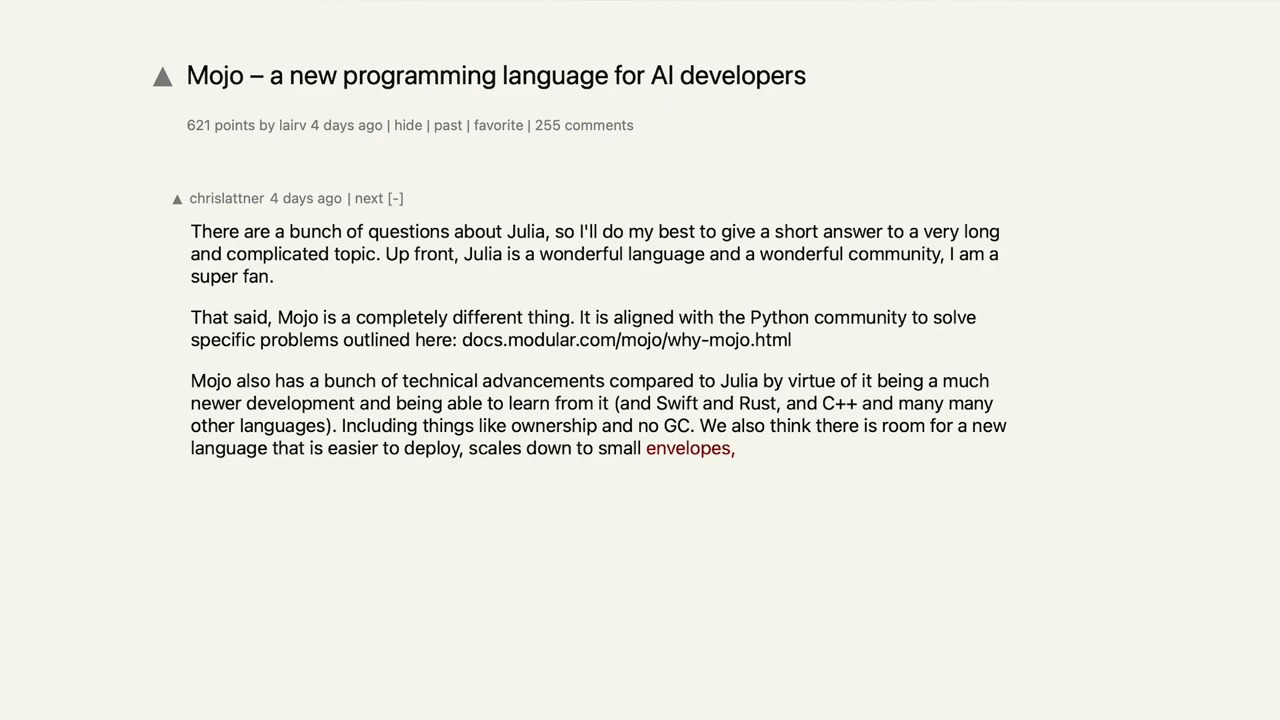 Mojo – a new programming language for AI developers
621 points by lairv 4 days ago | hide | past | favorite | 255 comments
chrislattner 4 days ago | next [-]
There are a bunch of questions about Julia, so I'll do my best to give a short answer to a very long
and complicated topic. Up front, Julia is a wonderful language and a wonderful community, I am a
super fan.
That said, Mojo is a completely different thing. It is aligned with the Python community to solve
specific problems outlined here: docs.modular.com/mojo/why-mojo.html
Mojo also has a bunch of technical advancements compared to Julia by virtue of it being a much
newer development and being able to learn from it (and Swift and Rust, and C++ and many many
other languages). Including things like ownership and no GC. We also think there is room for a new
language that is easier to deploy, scales down to small envelopes,